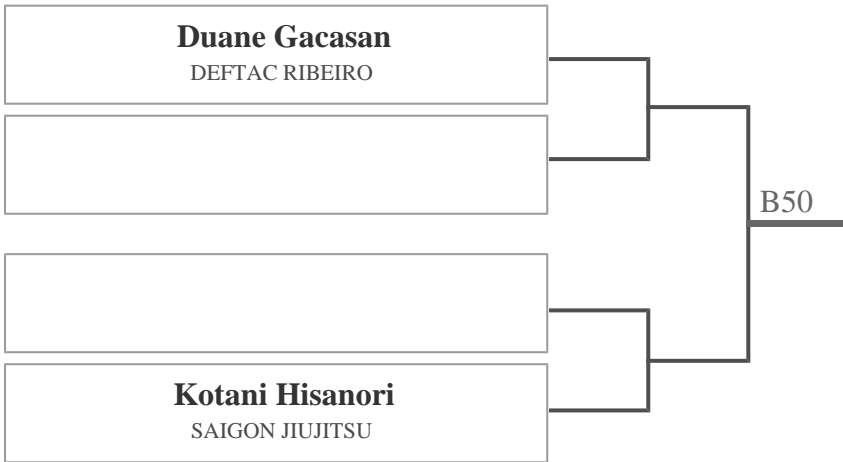 Duane Gacasan
DEFTAC RIBEIRO
B50
Kotani Hisanori
SAIGON JIUJITSU